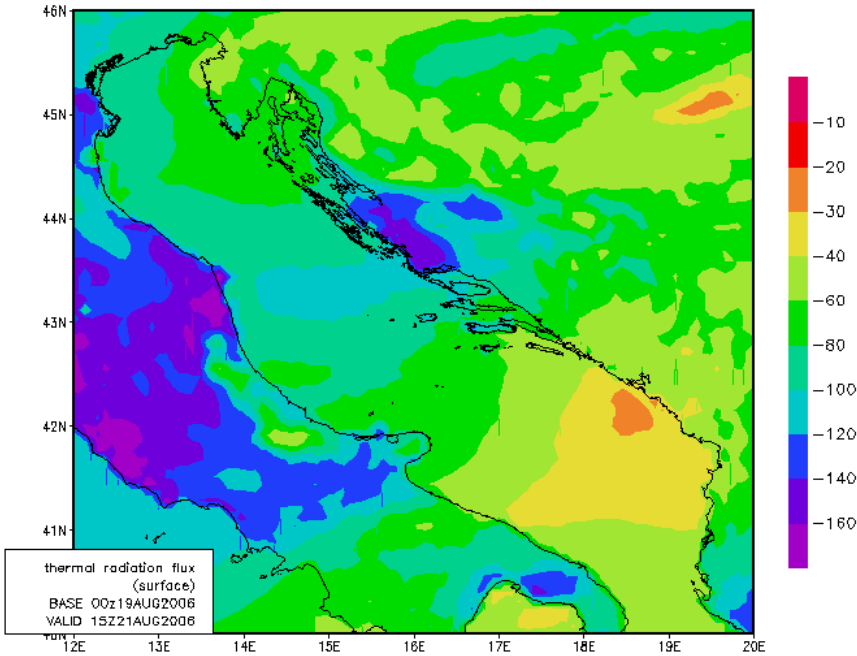 46N
45N
44N
43N
42N
41N
12E 13E 14E 15E 16E 17E 18E 19E 20E
thermal radiation flux
(surface)
BASE 00z19AUG2006
VALID 15Z21AUG2006
-10
-20
-30
-40
-60
-80
-100
-120
-140
-160